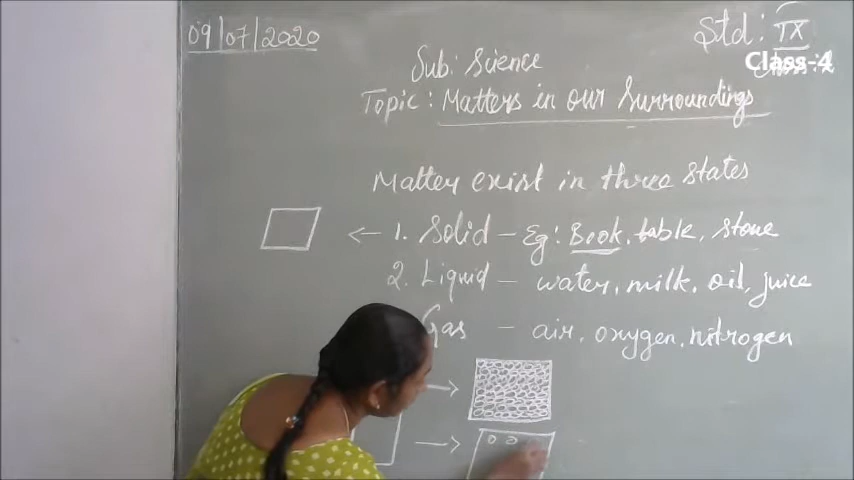 09/07/2020
Std: IX
Class-4
Sub: Science
Topic: Matters in our Surroundings
Matter exist in three states
← 1. Solid - Eg: Book, table, stone
2. Liquid - water, milk, oil, juice
Gas - air, oxygen, nitrogen